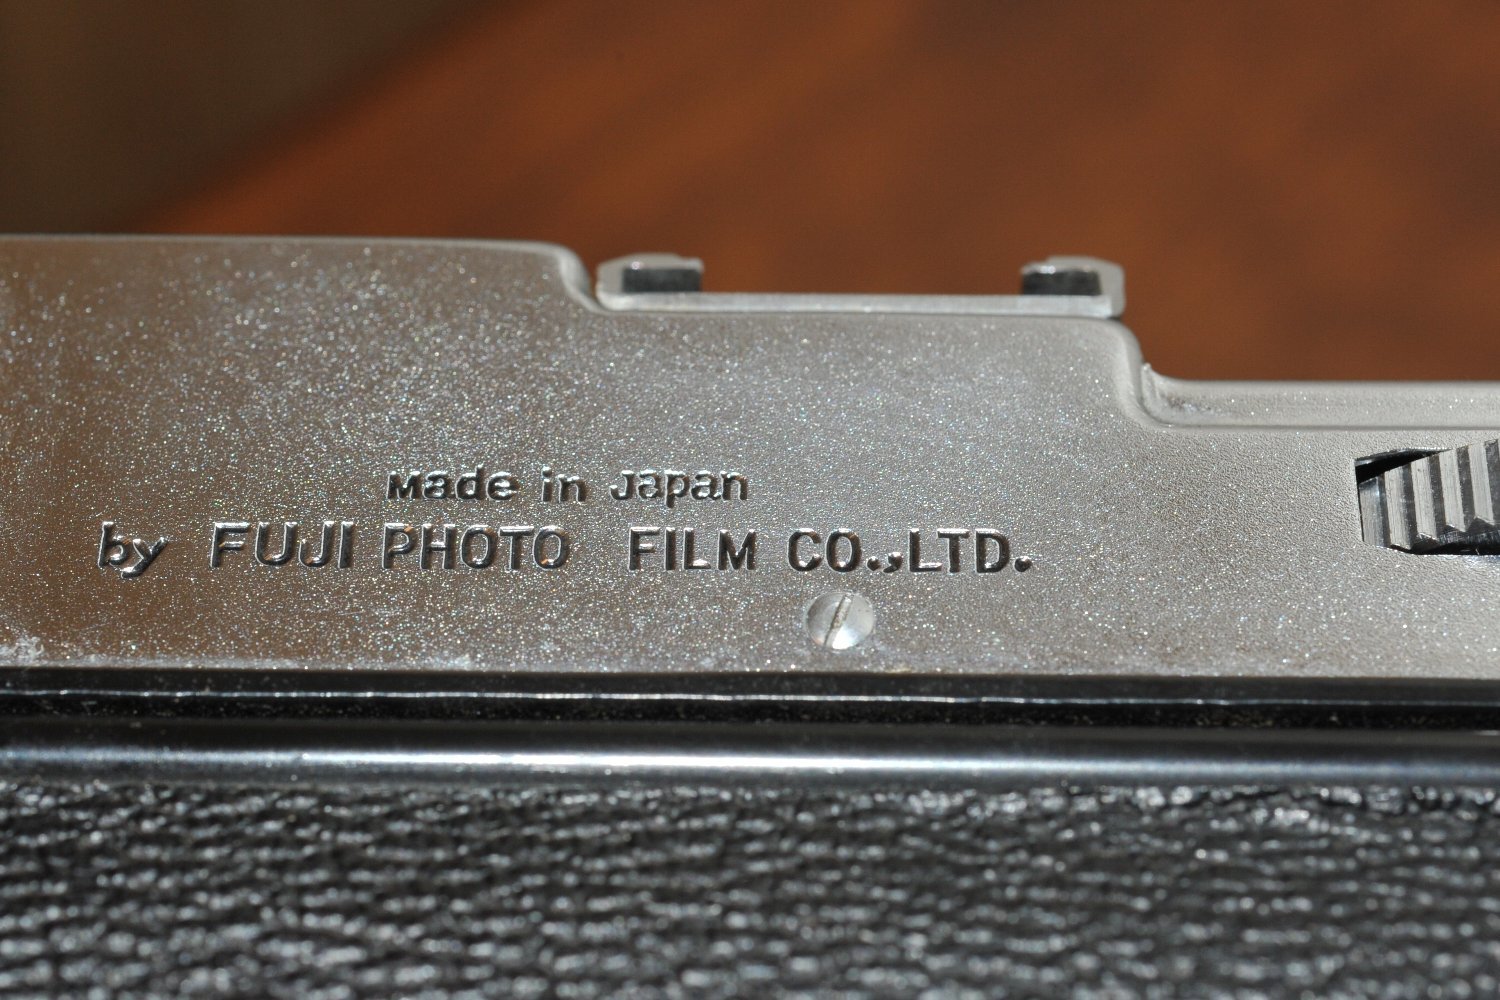 Made in Japan
by FUJI PHOTO FILM CO.,LTD.